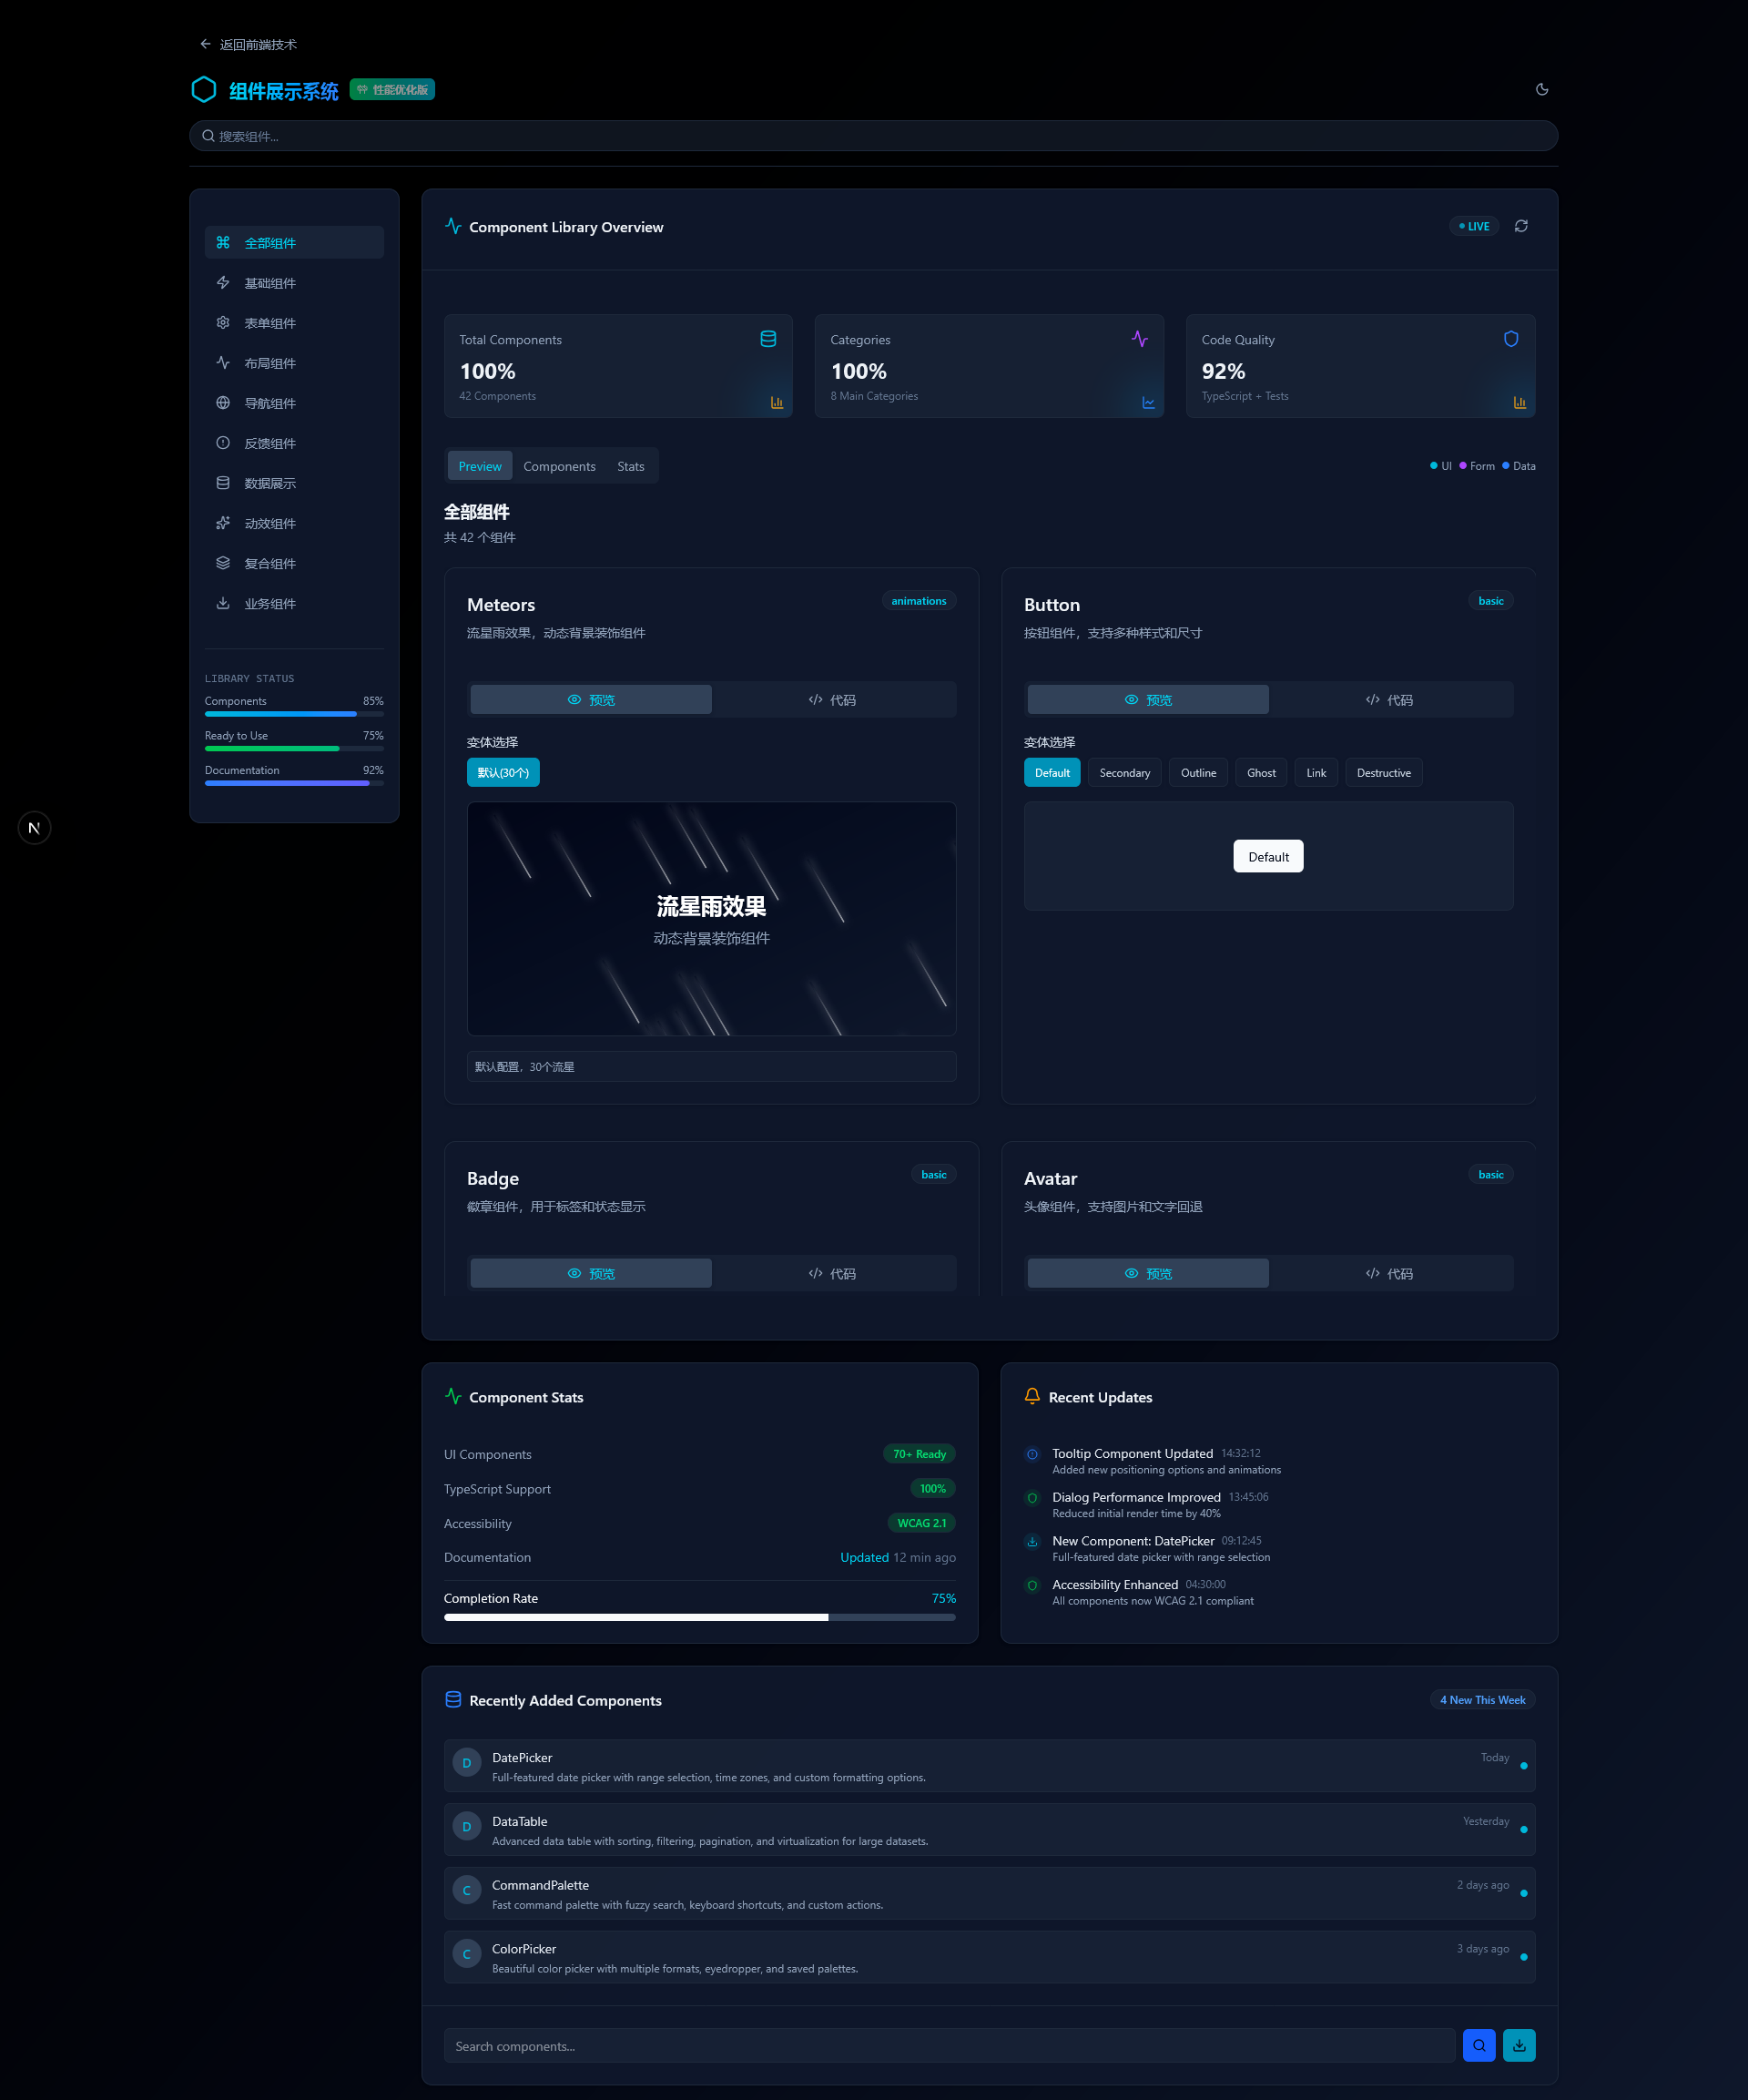 返回前端技术
组件展示系统
性能优化版
搜索组件...
全部组件
基础组件
表单组件
布局组件
导航组件
反馈组件
数据展示
动效组件
复合组件
业务组件
LIBRARY STATUS
Components 85%
Ready to Use 75%
Documentation 92%
Component Library Overview
LIVE
Total Components
100%
42 Components
Categories
100%
8 Main Categories
Code Quality
92%
TypeScript + Tests
Preview Components Stats
UI Form Data
全部组件
共 42 个组件
Meteors
animations
流星雨效果，动态背景装饰组件
预览 代码
变体选择
默认(30个)
流星雨效果
动态背景装饰组件
默认配置，30个流星
Button
basic
按钮组件，支持多种样式和尺寸
预览 代码
变体选择
Default Secondary Outline Ghost Link Destructive
Default
Badge
basic
徽章组件，用于标签和状态显示
预览 代码
Avatar
basic
头像组件，支持图片和文字回退
预览 代码
Component Stats
UI Components 70+ Ready
TypeScript Support 100%
Accessibility WCAG 2.1
Documentation Updated 12 min ago
Completion Rate 75%
Recent Updates
Tooltip Component Updated 14:32:12
Added new positioning options and animations
Dialog Performance Improved 13:45:06
Reduced initial render time by 40%
New Component: DatePicker 09:12:45
Full-featured date picker with range selection
Accessibility Enhanced 04:30:00
All components now WCAG 2.1 compliant
Recently Added Components
4 New This Week
D
DatePicker
Today
Full-featured date picker with range selection, time zones, and custom formatting options.
D
DataTable
Yesterday
Advanced data table with sorting, filtering, pagination, and virtualization for large datasets.
C
CommandPalette
2 days ago
Fast command palette with fuzzy search, keyboard shortcuts, and custom actions.
C
ColorPicker
3 days ago
Beautiful color picker with multiple formats, eyedropper, and saved palettes.
Search components...
N